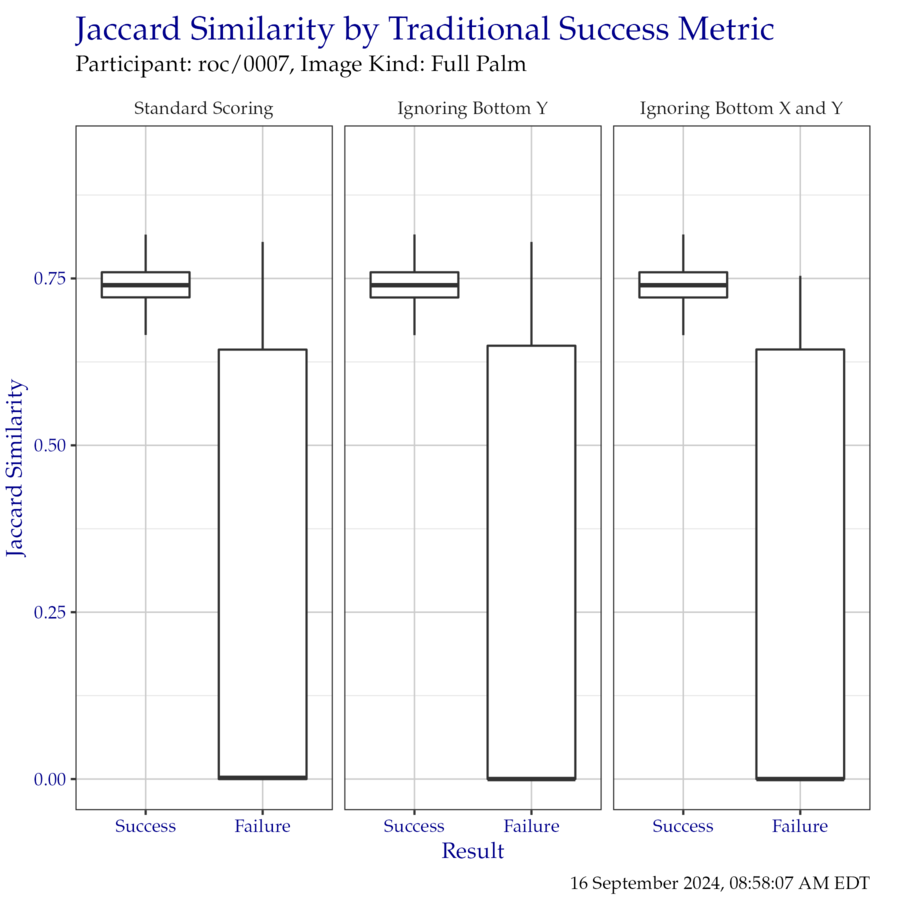 Jaccard Similarity by Traditional Success Metric
Participant: roc/0007, Image Kind: Full Palm
Standard Scoring
Ignoring Bottom Y
Ignoring Bottom X and Y
Jaccard Similarity
0.75
0.50
0.25
0.00
Success
Failure
Success
Failure
Success
Failure
Result
16 September 2024, 08:58:07 AM EDT